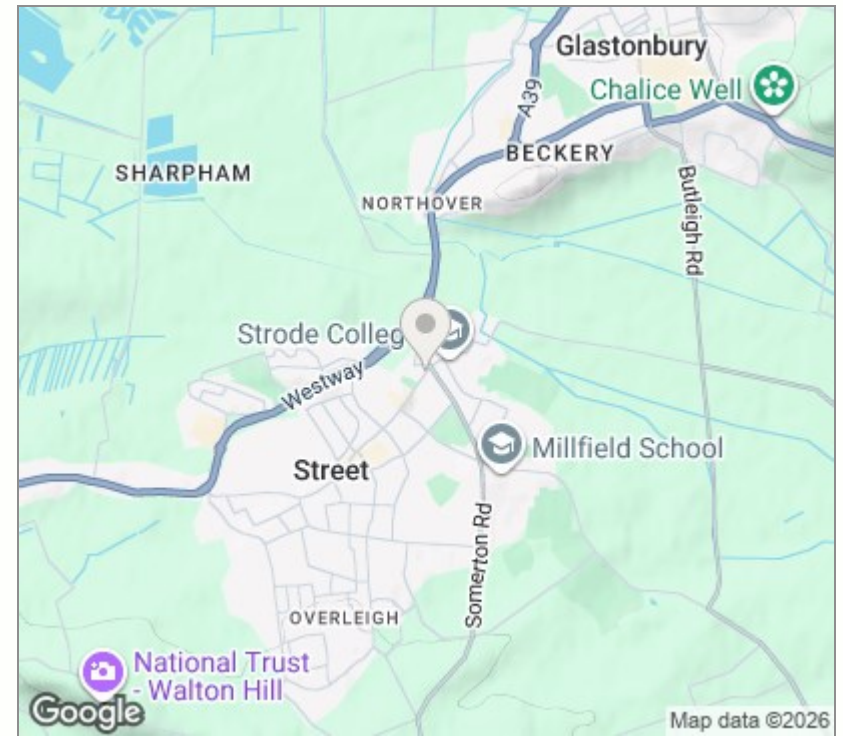 Glastonbury
Chalice Well
A39
BECKERY
SHARPHAM
NORTHOVER
Butleigh Rd
Strode Colleg
Westway
Millfield School
Street
Somerton Rd
OVERLEIGH
National Trust
- Walton Hill
Google
Map data ©2026